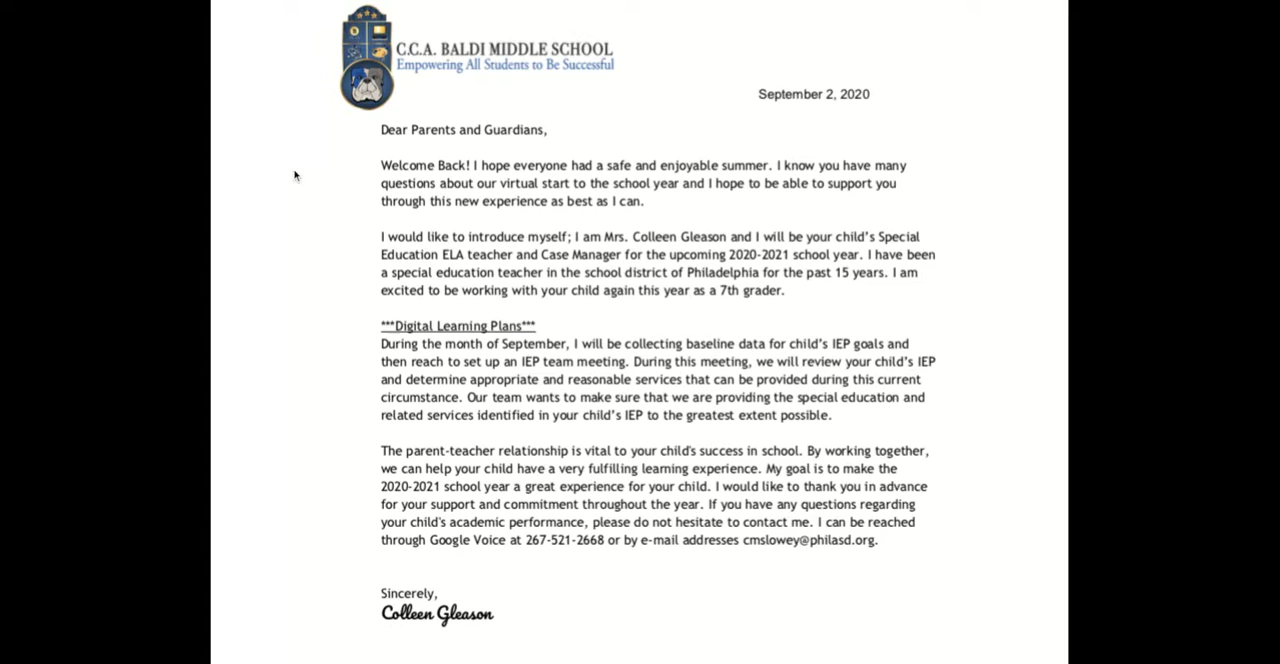 C.C.A. BALDI MIDDLE SCHOOL
Empowering All Students to Be Successful
September 2, 2020
Dear Parents and Guardians,
Welcome Back! I hope everyone had a safe and enjoyable summer. I know you have many
questions about our virtual start to the school year and I hope to be able to support you
through this new experience as best as I can.
I would like to introduce myself; I am Mrs. Colleen Gleason and I will be your child's Special
Education ELA teacher and Case Manager for the upcoming 2020-2021 school year. I have been
a special education teacher in the school district of Philadelphia for the past 15 years. I am
excited to be working with your child again this year as a 7th grader.
***Digital Learning Plans***
During the month of September, I will be collecting baseline data for child's IEP goals and
then reach to set up an IEP team meeting. During this meeting, we will review your child's IEP
and determine appropriate and reasonable services that can be provided during this current
circumstance. Our team wants to make sure that we are providing the special education and
related services identified in your child's IEP to the greatest extent possible.
The parent-teacher relationship is vital to your child's success in school. By working together,
we can help your child have a very fulfilling learning experience. My goal is to make the
2020-2021 school year a great experience for your child. I would like to thank you in advance
for your support and commitment throughout the year. If you have any questions regarding
your child's academic performance, please do not hesitate to contact me. I can be reached
through Google Voice at 267-521-2668 or by e-mail addresses cmslowey@philasd.org.
Sincerely,
Colleen Gleason